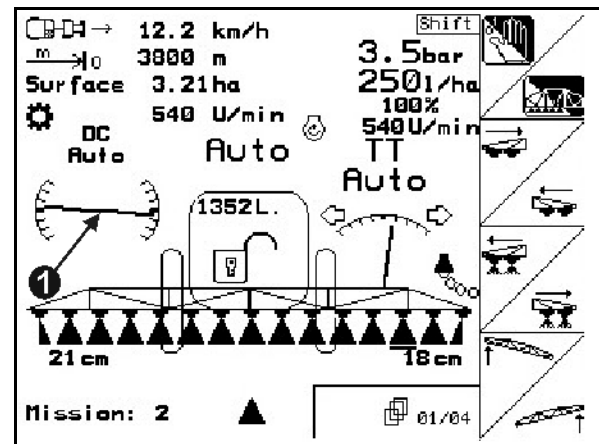 12.2 km/h
Shift
m
0
3800 m
3.5bar
Surface 3.21ha
250l/ha
100%
540 U/min
540U/min
DC
Auto
Auto
TT
Auto
1352L.
1
21cm
18cm
Mission: 2
01/04